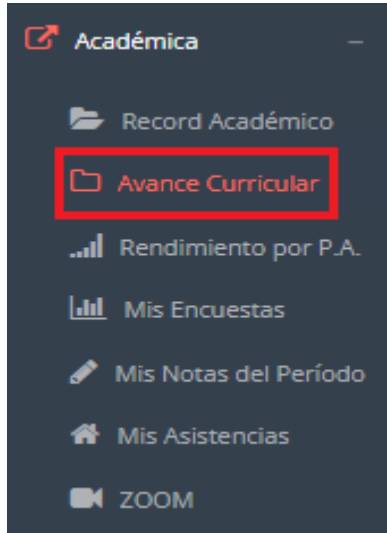 Académica
Record Académico
Avance Curricular
Rendimiento por P.A.
Mis Encuestas
Mis Notas del Período
Mis Asistencias
ZOOM